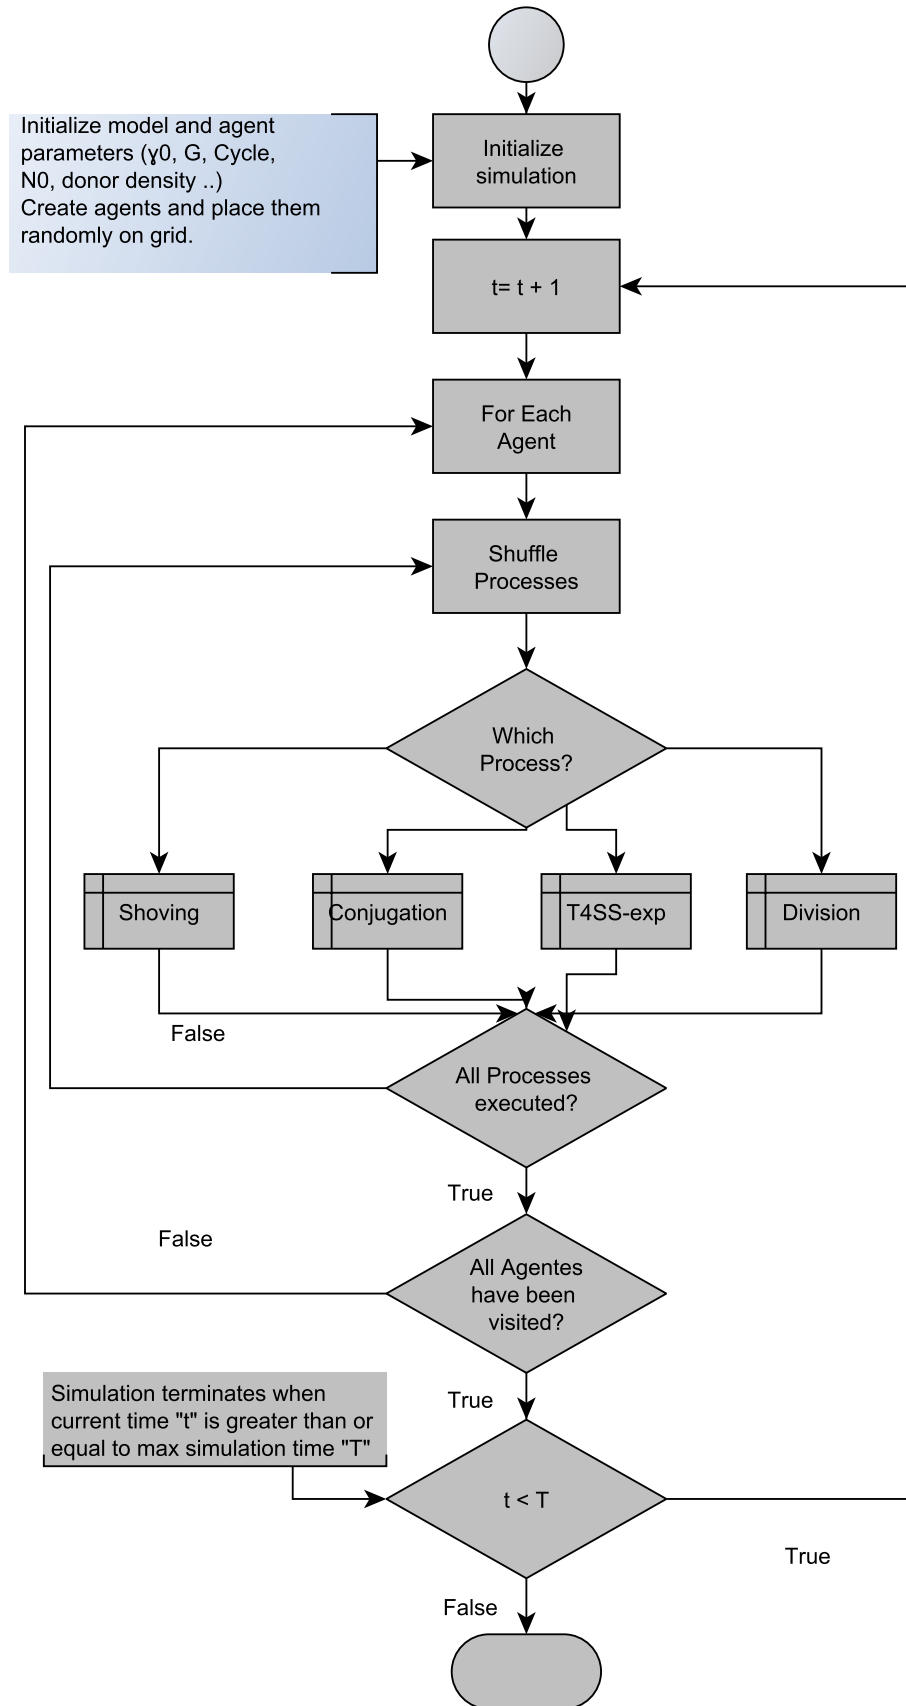 Initialize model and agent
parameters (ɣ0, G, Cycle,
N0, donor density ..)
Create agents and place them
randomly on grid.
Initialize
simulation
t= t + 1
For Each
Agent
Shuffle
Processes
Which
Process?
Shoving
Conjugation
T4SS-exp
Division
False
All Processes
executed?
True
False
All Agentes
have been
visited?
True
Simulation terminates when
current time "t" is greater than or
equal to max simulation time "T"
t < T
True
False